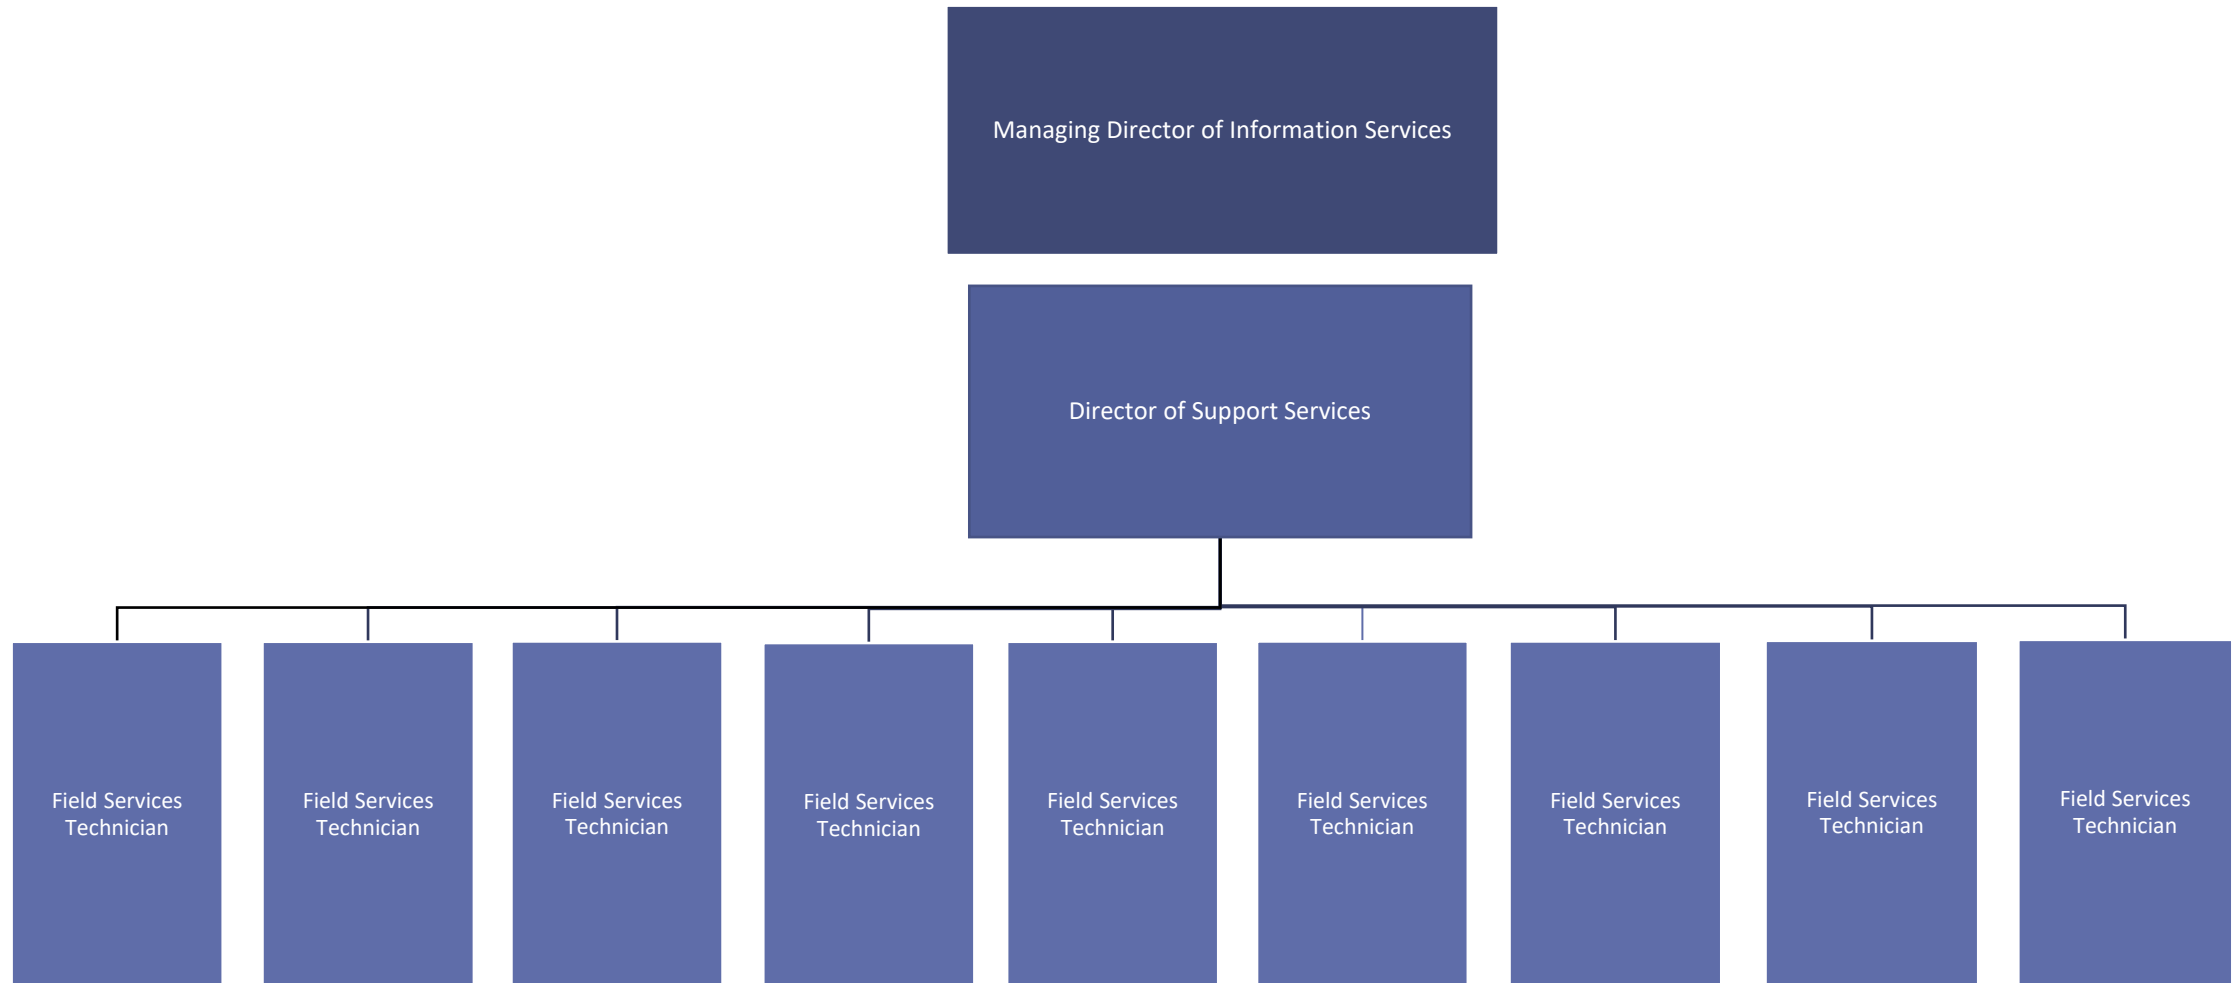 Managing Director of Information Services
Director of Support Services
Field Services
Technician
Field Services
Technician
Field Services
Technician
Field Services
Technician
Field Services
Technician
Field Services
Technician
Field Services
Technician
Field Services
Technician
Field Services
Technician